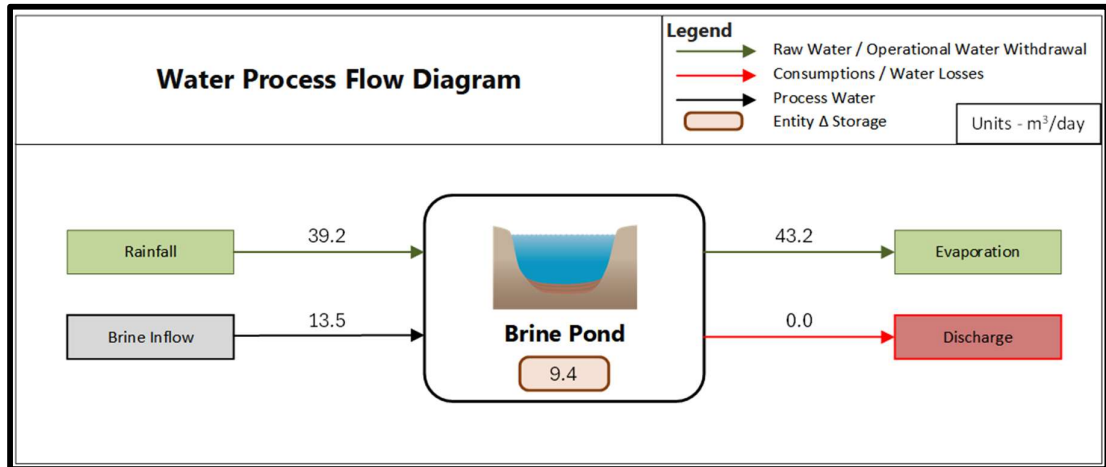 Water Process Flow Diagram
Legend
Raw Water / Operational Water Withdrawal
Consumptions / Water Losses
Process Water
Entity Δ Storage
Units - m³/day
Rainfall
39.2
43.2
Evaporation
Brine Inflow
13.5
Brine Pond
0.0
Discharge
9.4